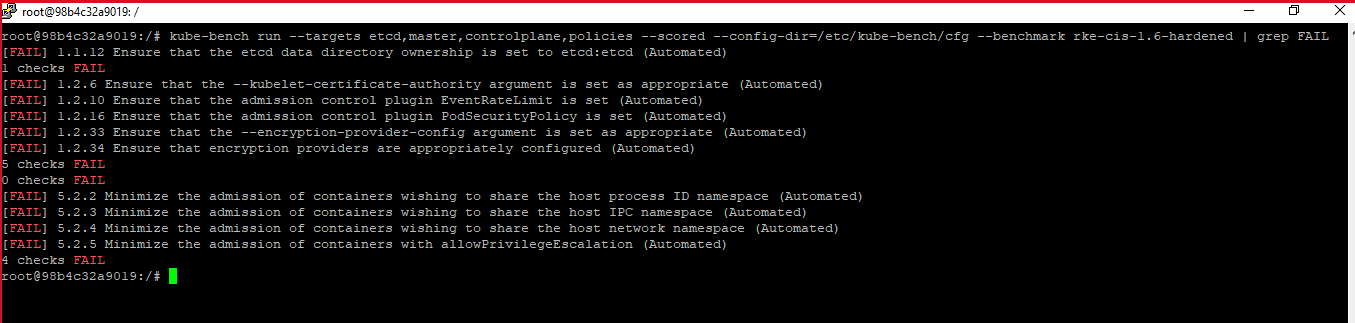 root@98b4c32a9019: /
root@98b4c32a9019:/# kube-bench run --targets etcd,master,controlplane,policies --scored --config-dir=/etc/kube-bench/cfg --benchmark rke-cis-1.6-hardened | grep FAIL
[FAIL] 1.1.12 Ensure that the etcd data directory ownership is set to etcd:etcd (Automated)
1 checks FAIL
[FAIL] 1.2.6 Ensure that the --kubelet-certificate-authority argument is set as appropriate (Automated)
[FAIL] 1.2.10 Ensure that the admission control plugin EventRateLimit is set (Automated)
[FAIL] 1.2.16 Ensure that the admission control plugin PodSecurityPolicy is set (Automated)
[FAIL] 1.2.33 Ensure that the --encryption-provider-config argument is set as appropriate (Automated)
[FAIL] 1.2.34 Ensure that encryption providers are appropriately configured (Automated)
5 checks FAIL
0 checks FAIL
[FAIL] 5.2.2 Minimize the admission of containers wishing to share the host process ID namespace (Automated)
[FAIL] 5.2.3 Minimize the admission of containers wishing to share the host IPC namespace (Automated)
[FAIL] 5.2.4 Minimize the admission of containers wishing to share the host network namespace (Automated)
[FAIL] 5.2.5 Minimize the admission of containers with allowPrivilegeEscalation (Automated)
4 checks FAIL
root@98b4c32a9019:/#